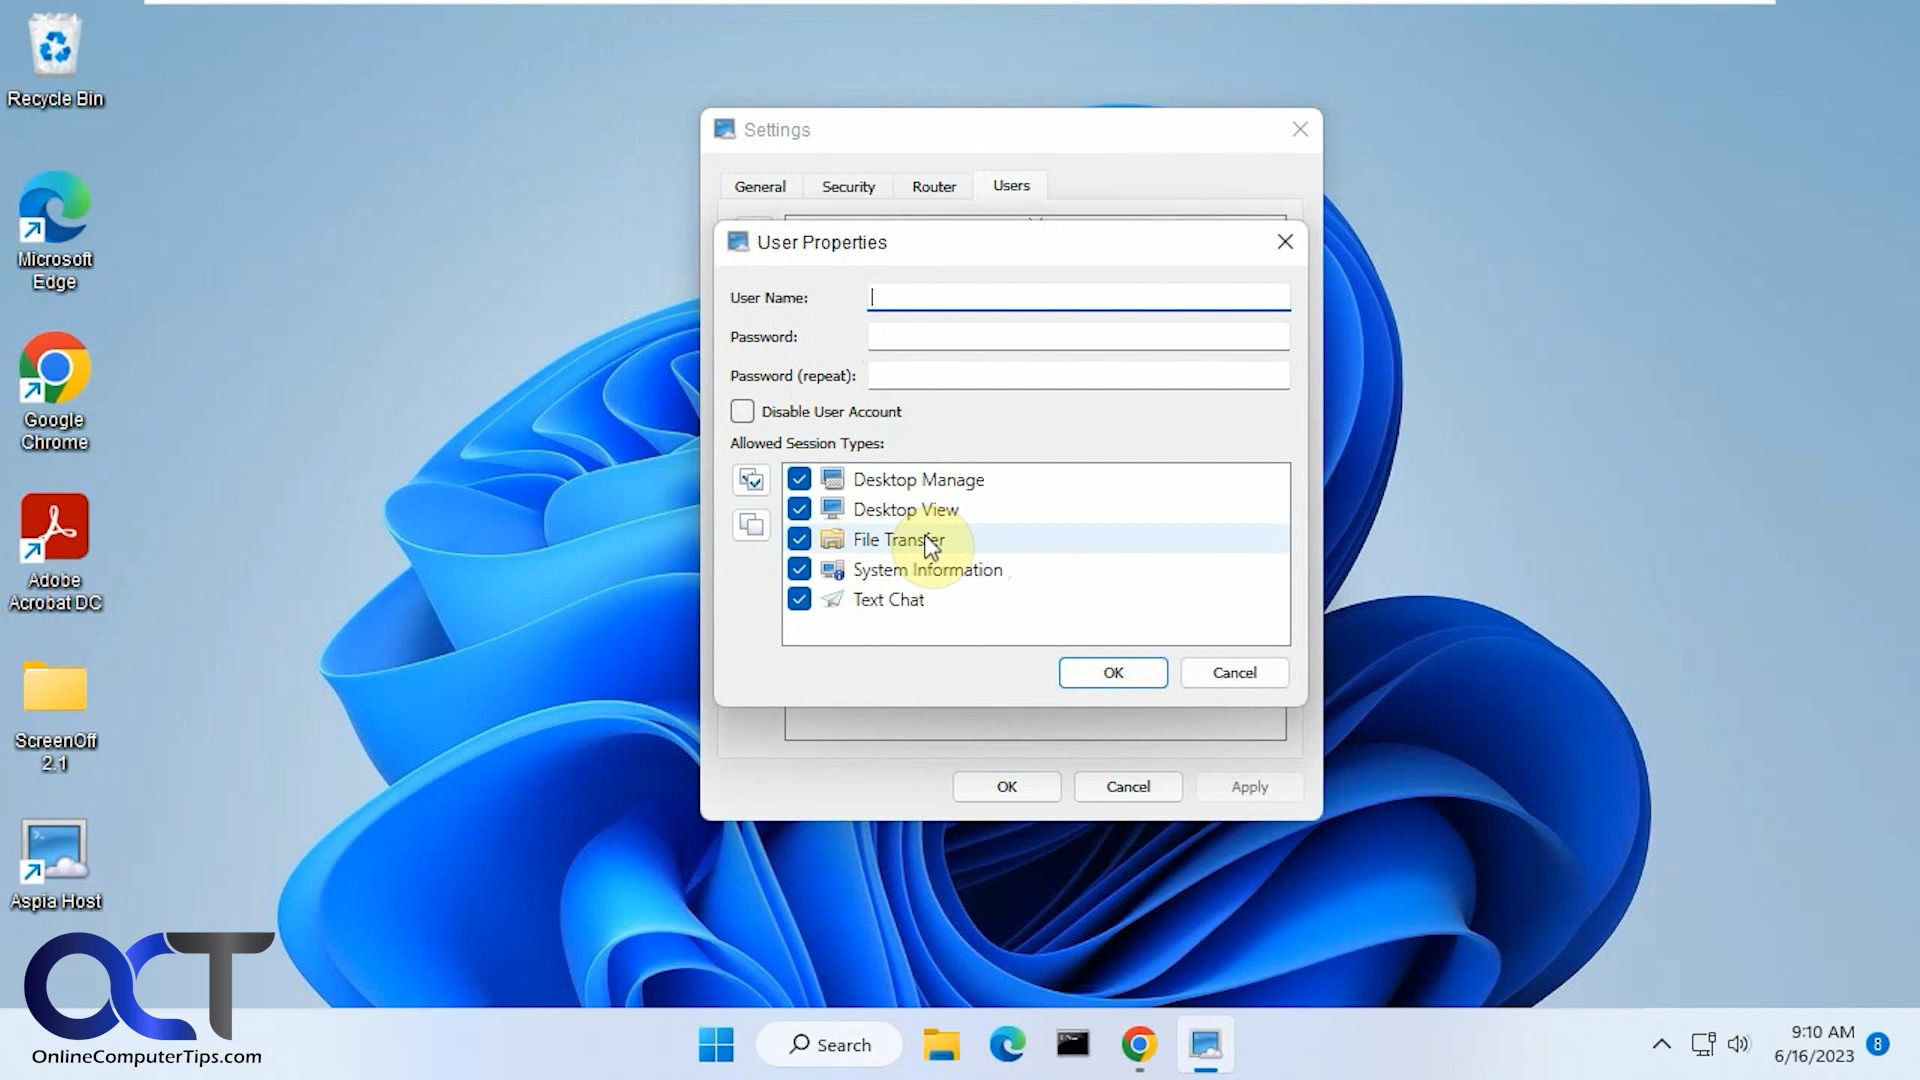 Recycle Bin
Microsoft
Edge
Google
Chrome
Adobe
Acrobat DC
ScreenOff
2.1
Aspia Host
OCT
OnlineComputerTips.com
Settings
General
Security
Router
Users
User Properties
User Name:
Password:
Password (repeat):
Disable User Account
Allowed Session Types:
Desktop Manage
Desktop View
File Transfer
System Information
Text Chat
OK
Cancel
OK
Cancel
Apply
Search
9:10 AM
6/16/2023
8